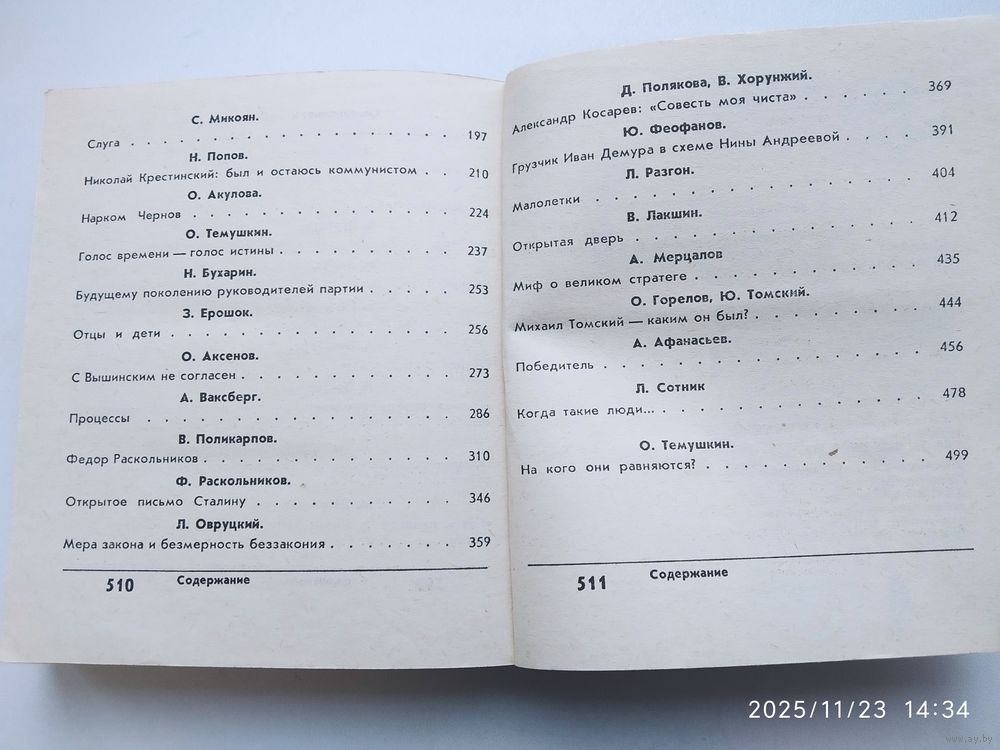 С. Микоян.
Слуга . . . . . . . . . . . . . . . . 197
Н. Попов.
Николай Крестинский: был и остаюсь коммунистом . . 210
О. Акулова.
Нарком Чернов . . . . . . . . . . . . . 224
О. Темушкин.
Голос времени — голос истины . . . . . . . . . 237
Н. Бухарин.
Будущему поколению руководителей партии . . . . . 253
З. Ерошок.
Отцы и дети . . . . . . . . . . . . . . 256
О. Аксенов.
С Вышинским не согласен . . . . . . . . . . . 273
А. Ваксберг.
Процессы . . . . . . . . . . . . . . . 286
В. Поликарпов.
Федор Раскольников . . . . . . . . . . . . . 310
Ф. Раскольников.
Открытое письмо Сталину . . . . . . . . . . 346
Л. Овруцкий.
Мера закона и безмерность беззакония . . . . . . . 359
510 Содержание
Д. Полякова, В. Хорунжий.
Александр Косарев: «Совесть моя чиста» . . . . . . 369
Ю. Феофанов.
Грузчик Иван Демура в схеме Нины Андреевой . . . . 391
Л. Разгон.
Малолетки . . . . . . . . . . . . . . 404
В. Лакшин.
Открытая дверь . . . . . . . . . . . . . 412
А. Мерцалов
Миф о великом стратеге . . . . . . . . . . . 435
О. Горелов, Ю. Томский.
Михаил Томский — каким он был? . . . . . . . . 444
А. Афанасьев.
Победитель . . . . . . . . . . . . . . . 456
Л. Сотник
Когда такие люди... . . . . . . . . . . . . . 478
О. Темушкин.
На кого они равняются? . . . . . . . . . . . 499
511 Содержание
2025/11/23 14:34
www.ay.by